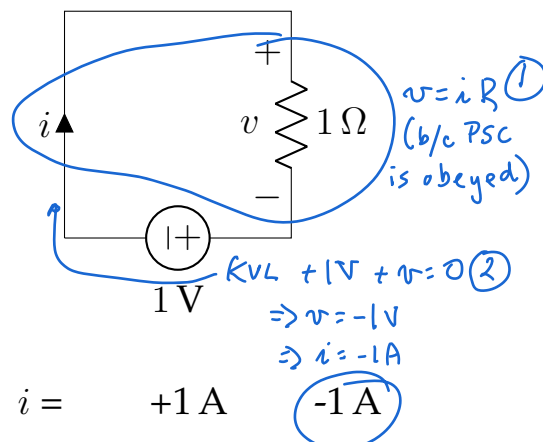 +
i
v
1 Ω
−
v = i R ①
(b/c PSC
is obeyed)
−+
1 V
KVL +1V + v = 0 ②
⇒ v = -1V
⇒ i = -1A
i = +1 A -1 A